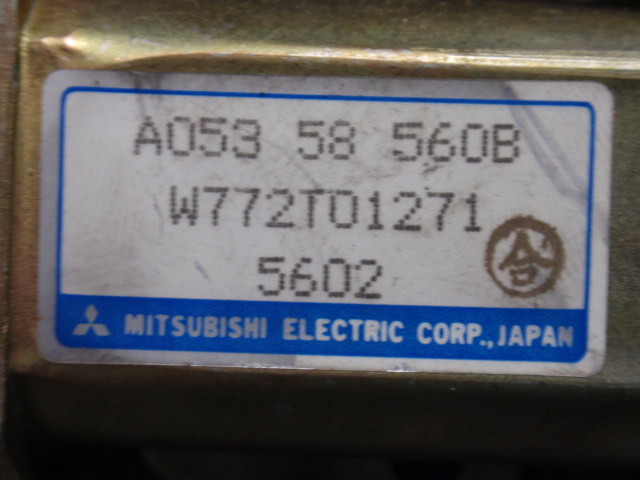 A053 58 560B
W772T01271
5602
合
MITSUBISHI ELECTRIC CORP., JAPAN